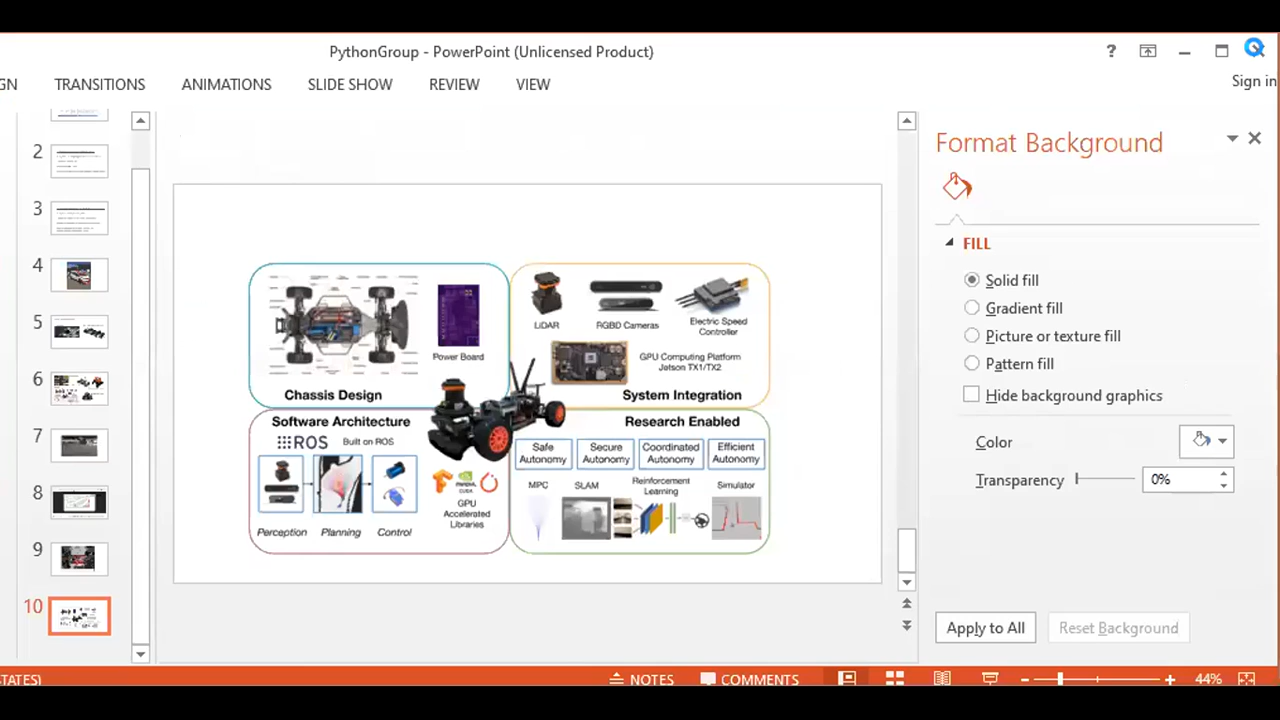 PythonGroup - PowerPoint (Unlicensed Product)
?
GN TRANSITIONS ANIMATIONS SLIDE SHOW REVIEW VIEW
Sign in
2
3
4
5
6
7
8
9
10
Power Board
Chassis Design
LiDAR
RGBD Cameras
Electric Speed
Controller
GPU Computing Platform
Jetson TX1/TX2
System Integration
Software Architecture
ROS Built on ROS
Perception Planning Control
NVIDIA
CUDA
GPU
Accelerated
Libraries
Research Enabled
Safe
Autonomy
Secure
Autonomy
Coordinated
Autonomy
Efficient
Autonomy
MPC
SLAM
Reinforcement
Learning
Simulator
Format Background
FILL
Solid fill
Gradient fill
Picture or texture fill
Pattern fill
Hide background graphics
Color
Transparency 0%
Apply to All Reset Background
STATES) NOTES COMMENTS 44%